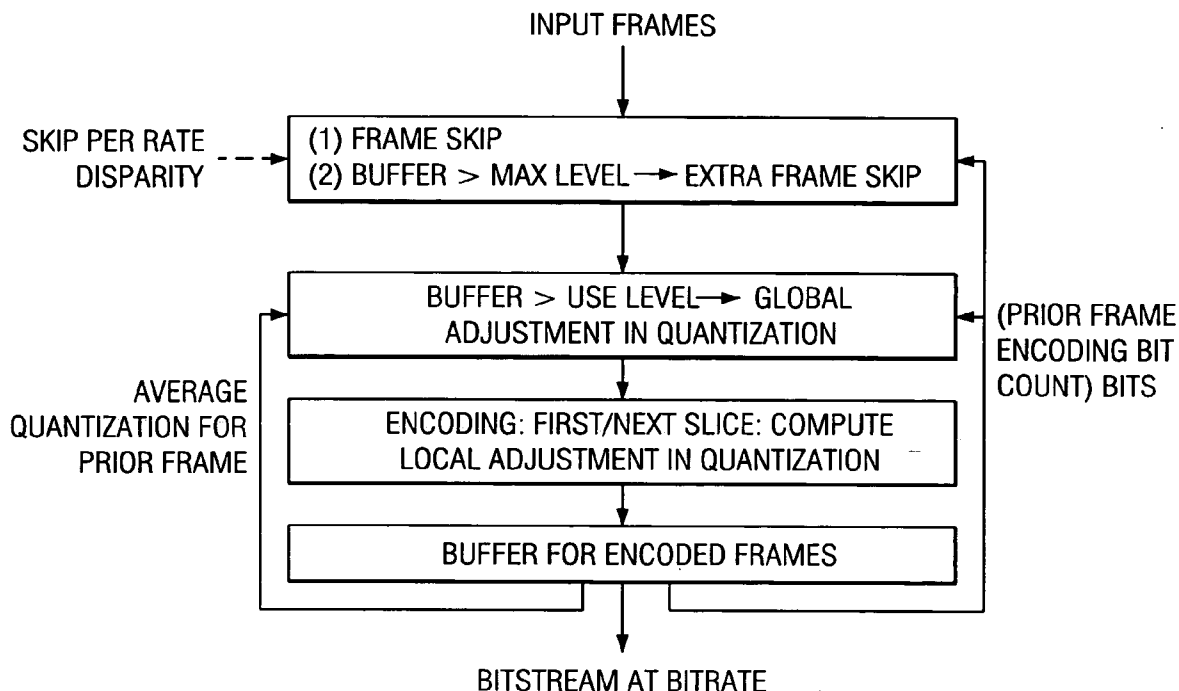 INPUT FRAMES
SKIP PER RATE
DISPARITY
(1) FRAME SKIP
(2) BUFFER > MAX LEVEL → EXTRA FRAME SKIP
BUFFER > USE LEVEL → GLOBAL
ADJUSTMENT IN QUANTIZATION
(PRIOR FRAME
ENCODING BIT
COUNT) BITS
AVERAGE
QUANTIZATION FOR
PRIOR FRAME
ENCODING: FIRST/NEXT SLICE: COMPUTE
LOCAL ADJUSTMENT IN QUANTIZATION
BUFFER FOR ENCODED FRAMES
BITSTREAM AT BITRATE